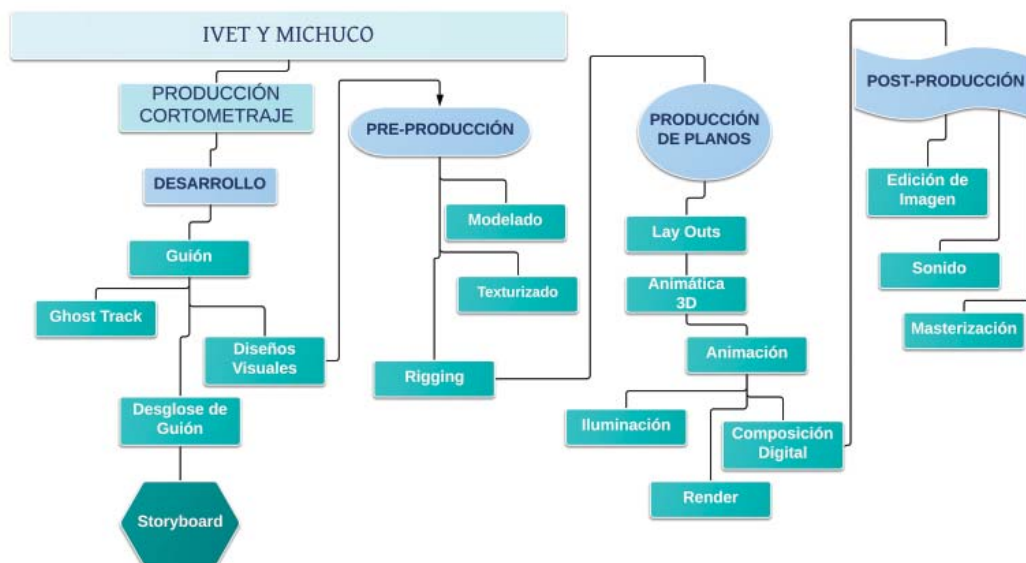 IVET Y MICHUCO
PRODUCCIÓN
CORTOMETRAJE
DESARROLLO
Guión
Ghost Track
Diseños
Visuales
Desglose de
Guión
Storyboard
PRE-PRODUCCIÓN
Modelado
Texturizado
Rigging
PRODUCCIÓN
DE PLANOS
Lay Outs
Animática
3D
Animación
Iluminación
Composición
Digital
Render
POST-PRODUCCIÓN
Edición de
Imagen
Sonido
Masterización